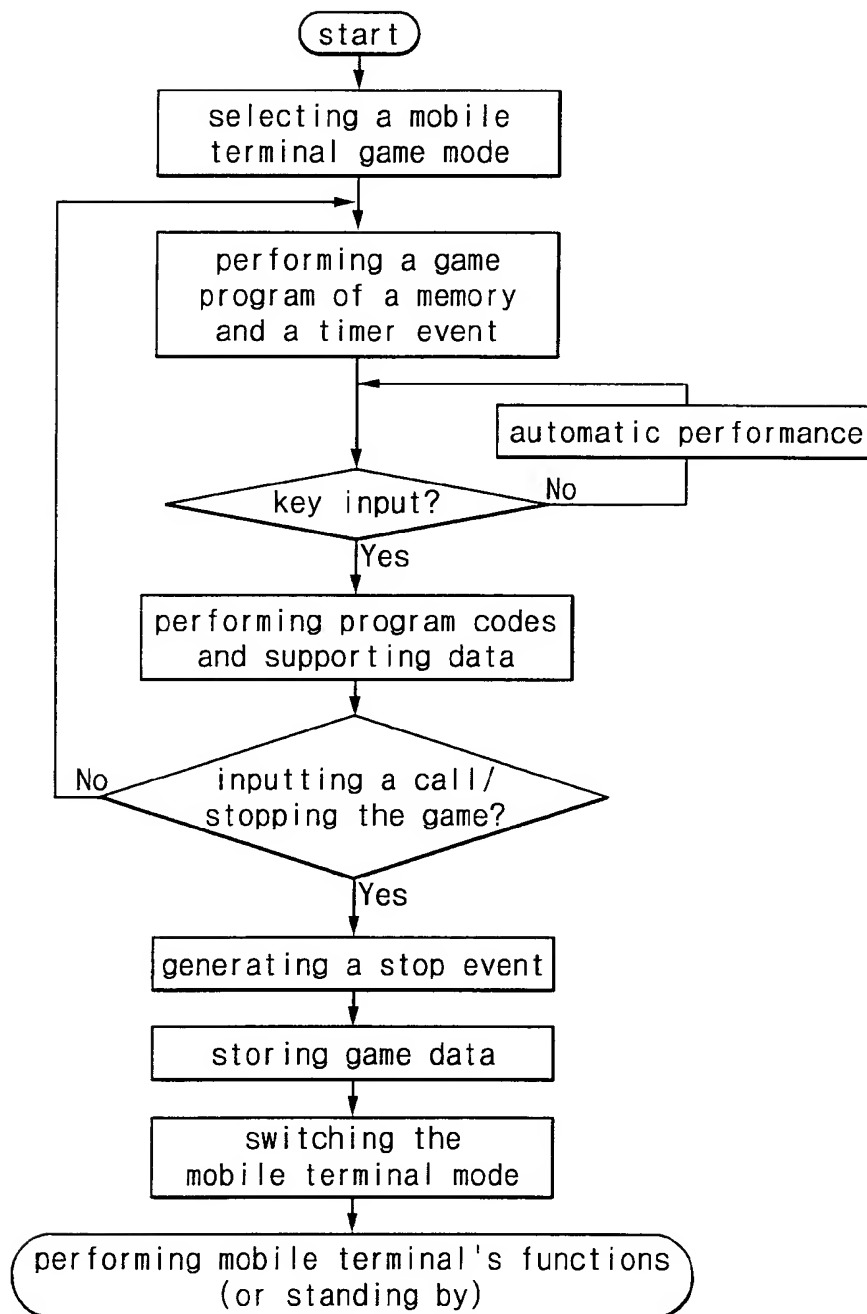 start
selecting a mobile
terminal game mode
performing a game
program of a memory
and a timer event
automatic performance
key input?
No
Yes
performing program codes
and supporting data
No
inputting a call/
stopping the game?
Yes
generating a stop event
storing game data
switching the
mobile terminal mode
performing mobile terminal's functions
(or standing by)